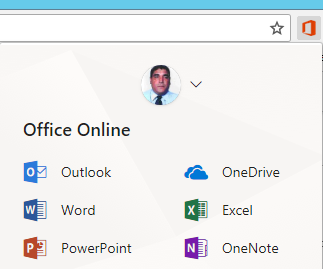 Office Online
Outlook OneDrive
Word Excel
PowerPoint OneNote